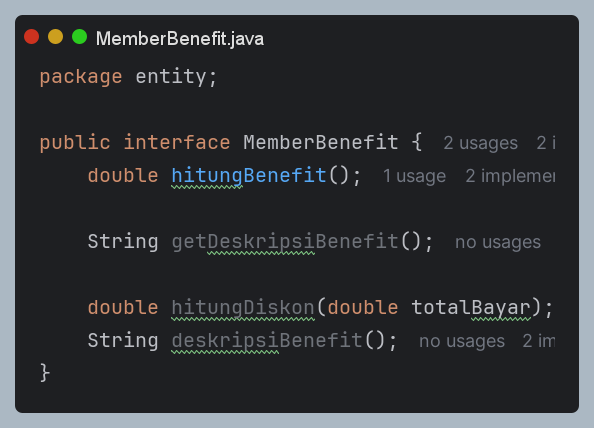 MemberBenefit.java
package entity;
public interface MemberBenefit {  2 usages  2 i
double hitungBenefit();  1 usage  2 implemen
String getDeskripsiBenefit();  no usages
double hitungDiskon(double totalBayar);
String deskripsiBenefit();  no usages  2 im
}